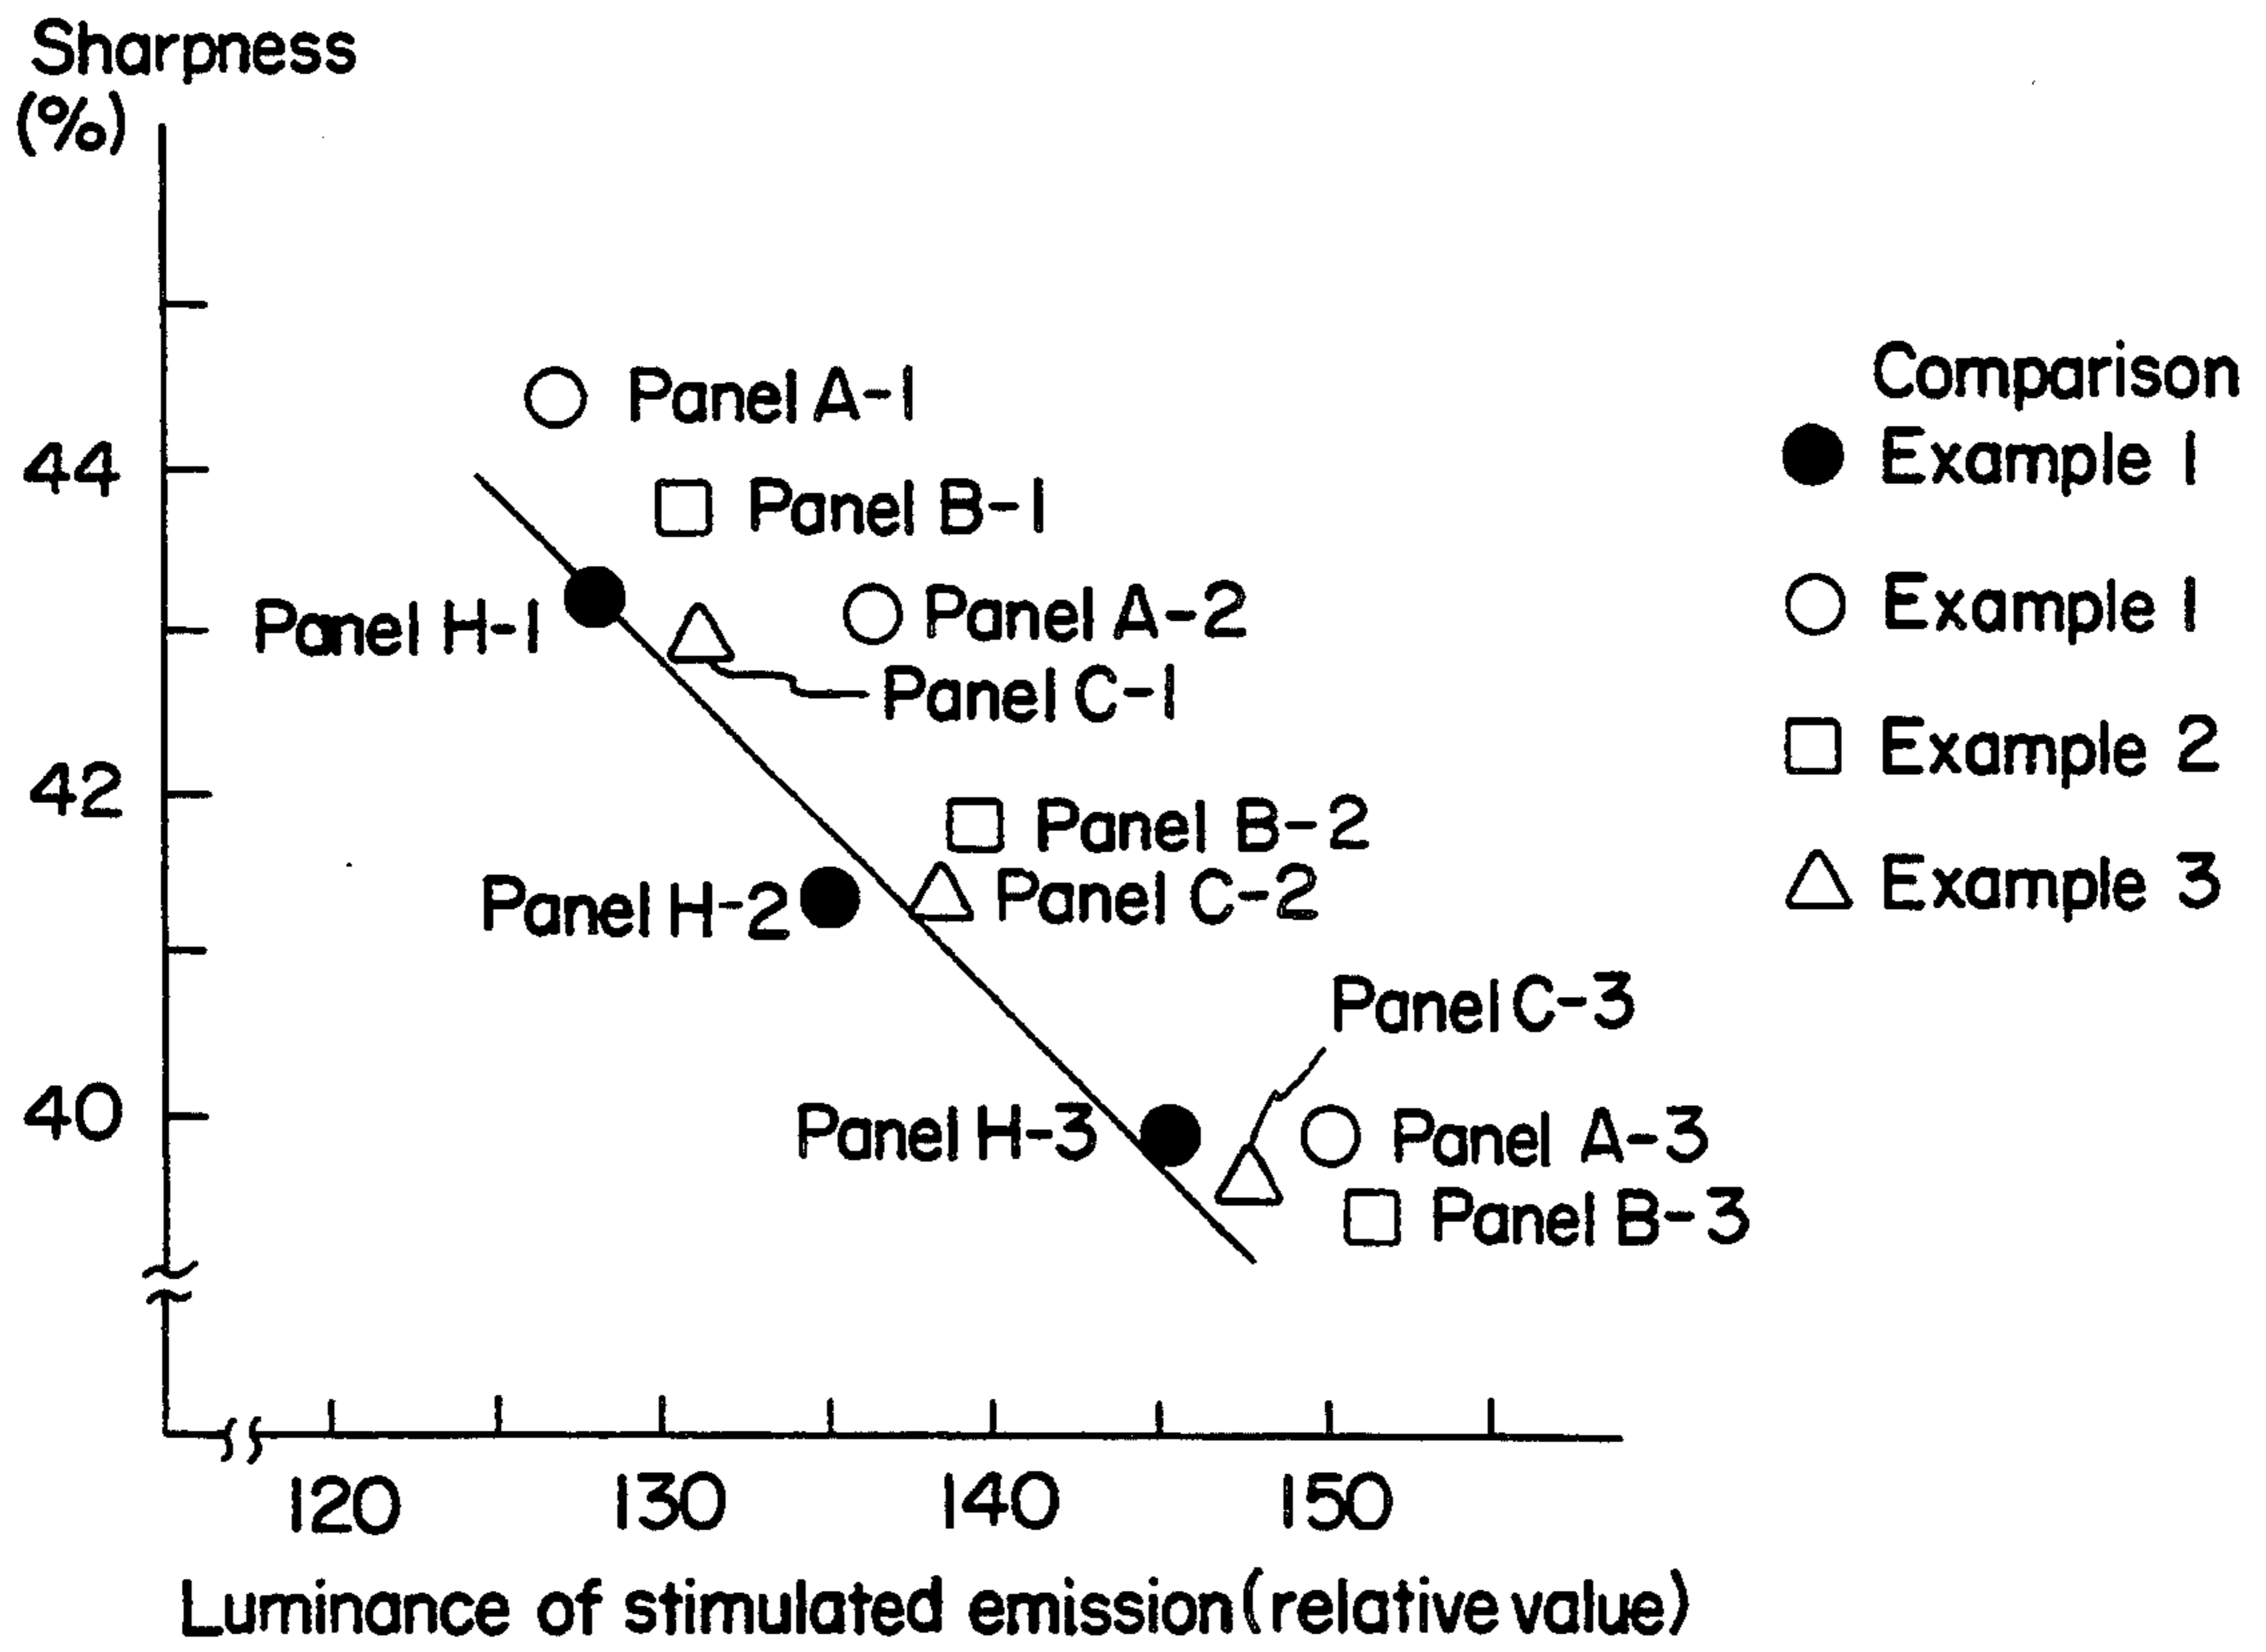 Sharpness
(%)
44
42
40
Panel A-1
Panel B-1
Panel H-1
Panel A-2
Panel C-1
Panel B-2
Panel H-2
Panel C-2
Panel C-3
Panel H-3
Panel A-3
Panel B-3
Comparison
Example 1
Example 1
Example 2
Example 3
120 130 140 150
Luminance of stimulated emission (relative value)